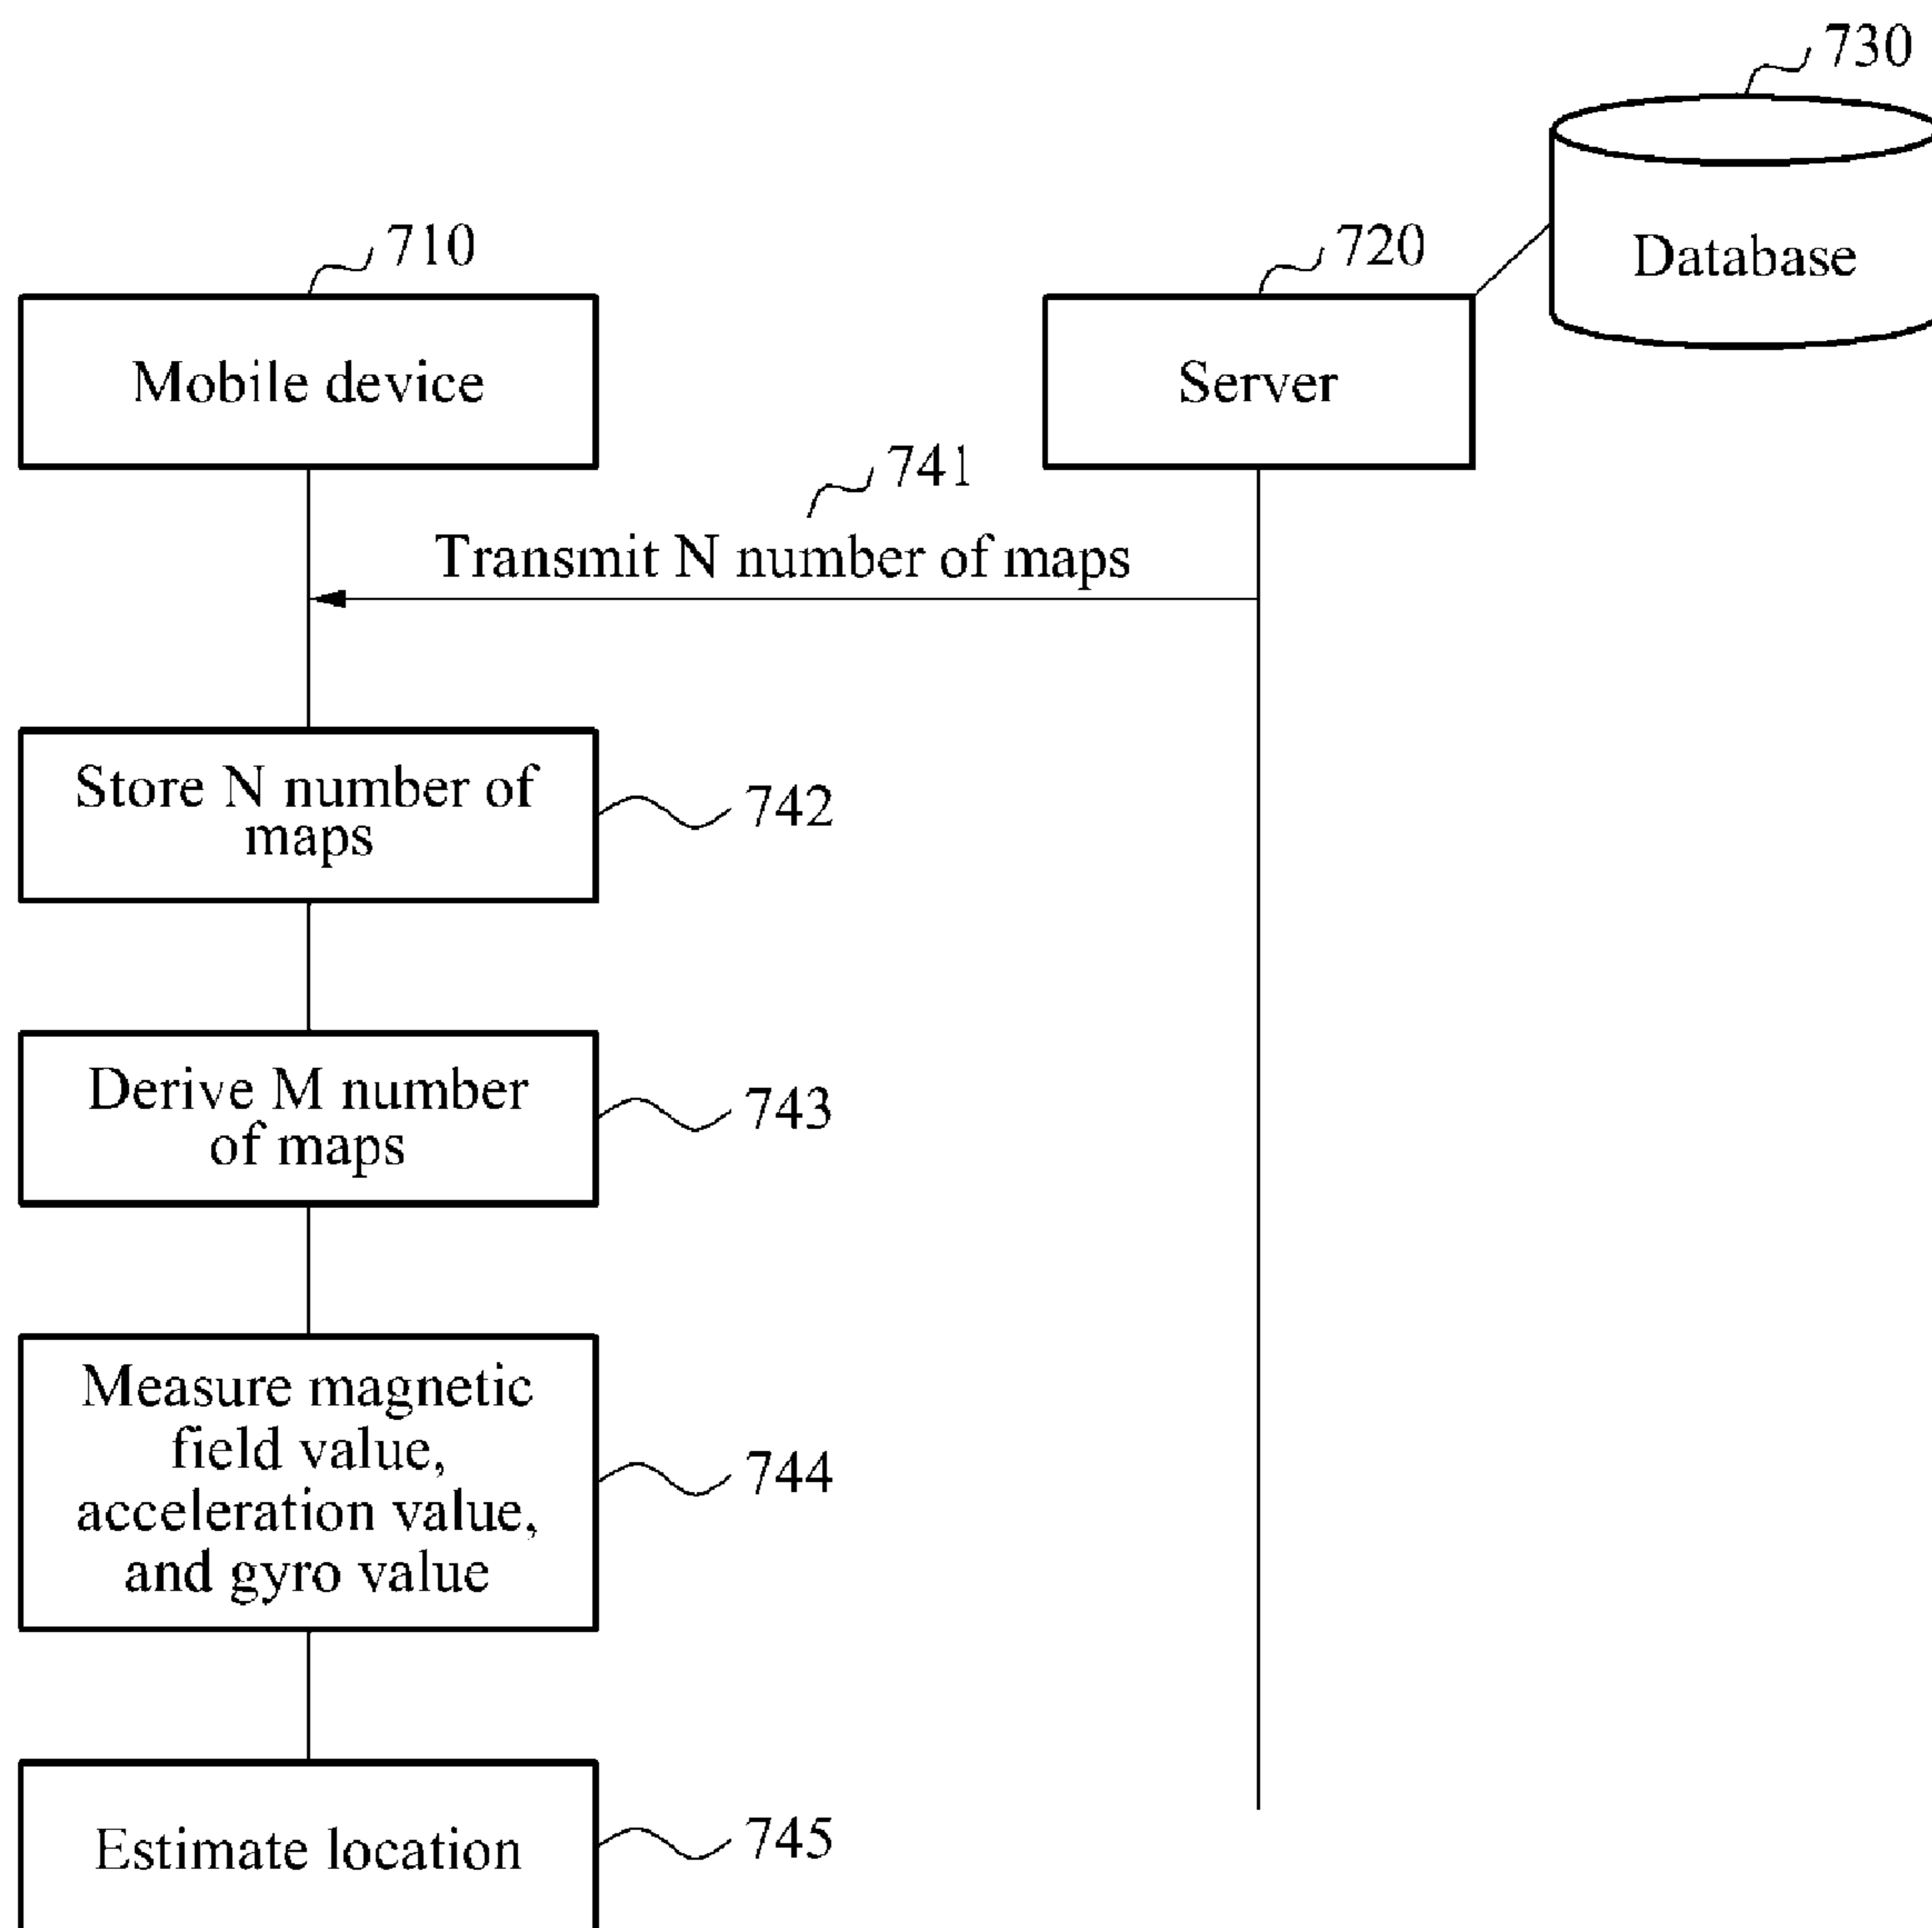 730
Database
710
720
Mobile device
Server
741
Transmit N number of maps
Store N number of
maps
742
Derive M number
of maps
743
Measure magnetic
field value,
acceleration value,
and gyro value
744
Estimate location
745